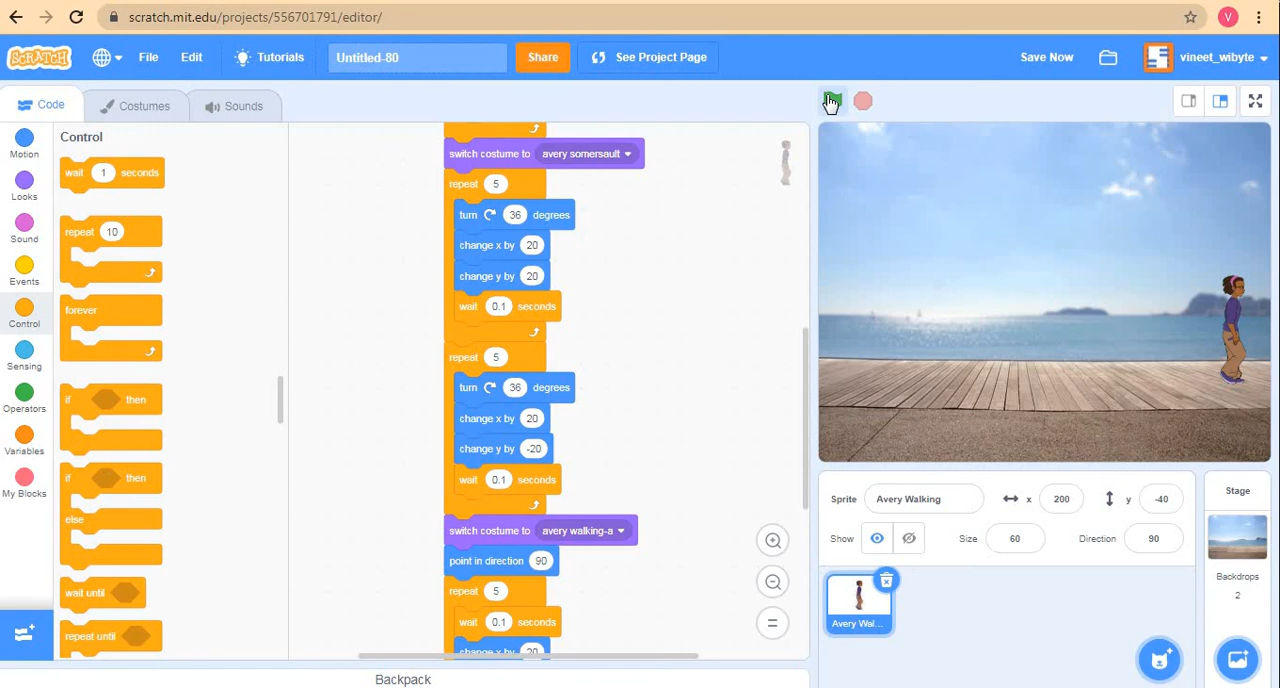 scratch.mit.edu/projects/556701791/editor/
V
SCRATCH
File
Edit
Tutorials
Untitled-80
Share
See Project Page
Save Now
vineet_wibyte
Code
Costumes
Sounds
Motion
Looks
Sound
Events
Control
Sensing
Operators
Variables
My Blocks
Control
wait 1 seconds
repeat 10
forever
if then
if then
else
wait until
repeat until
switch costume to avery somersault
repeat 5
turn 36 degrees
change x by 20
change y by 20
wait 0.1 seconds
repeat 5
turn 36 degrees
change x by 20
change y by -20
wait 0.1 seconds
switch costume to avery walking-a
point in direction 90
repeat 5
wait 0.1 seconds
change x by 20
Sprite Avery Walking x 200 y -40
Show Size 60 Direction 90
Avery Wal...
Stage
Backdrops
2
Backpack